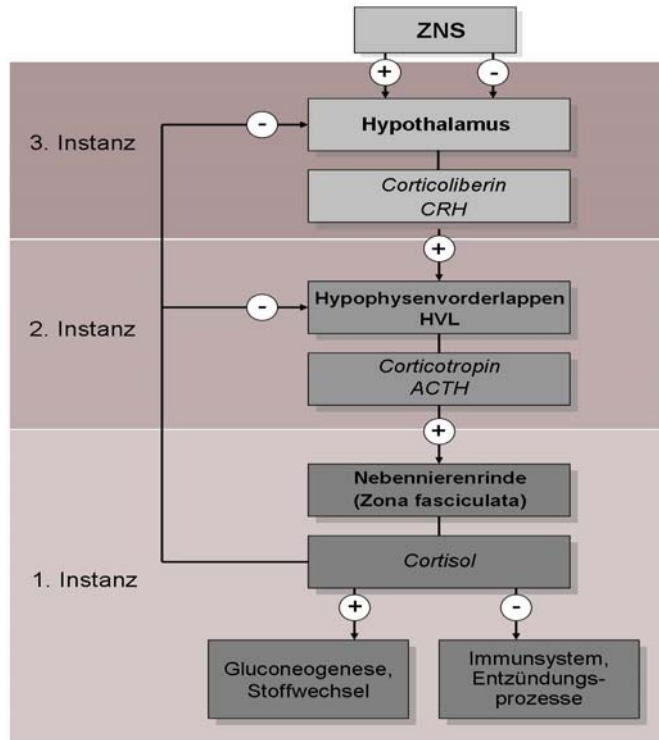 ZNS
+
-
3. Instanz
-
Hypothalamus
Corticoliberin
CRH
+
2. Instanz
-
Hypophysenvorderlappen
HVL
Corticotropin
ACTH
+
1. Instanz
Nebennierenrinde
(Zona fasciculata)
Cortisol
+
-
Gluconeogenese,
Stoffwechsel
Immunsystem,
Entzündungs-
prozesse